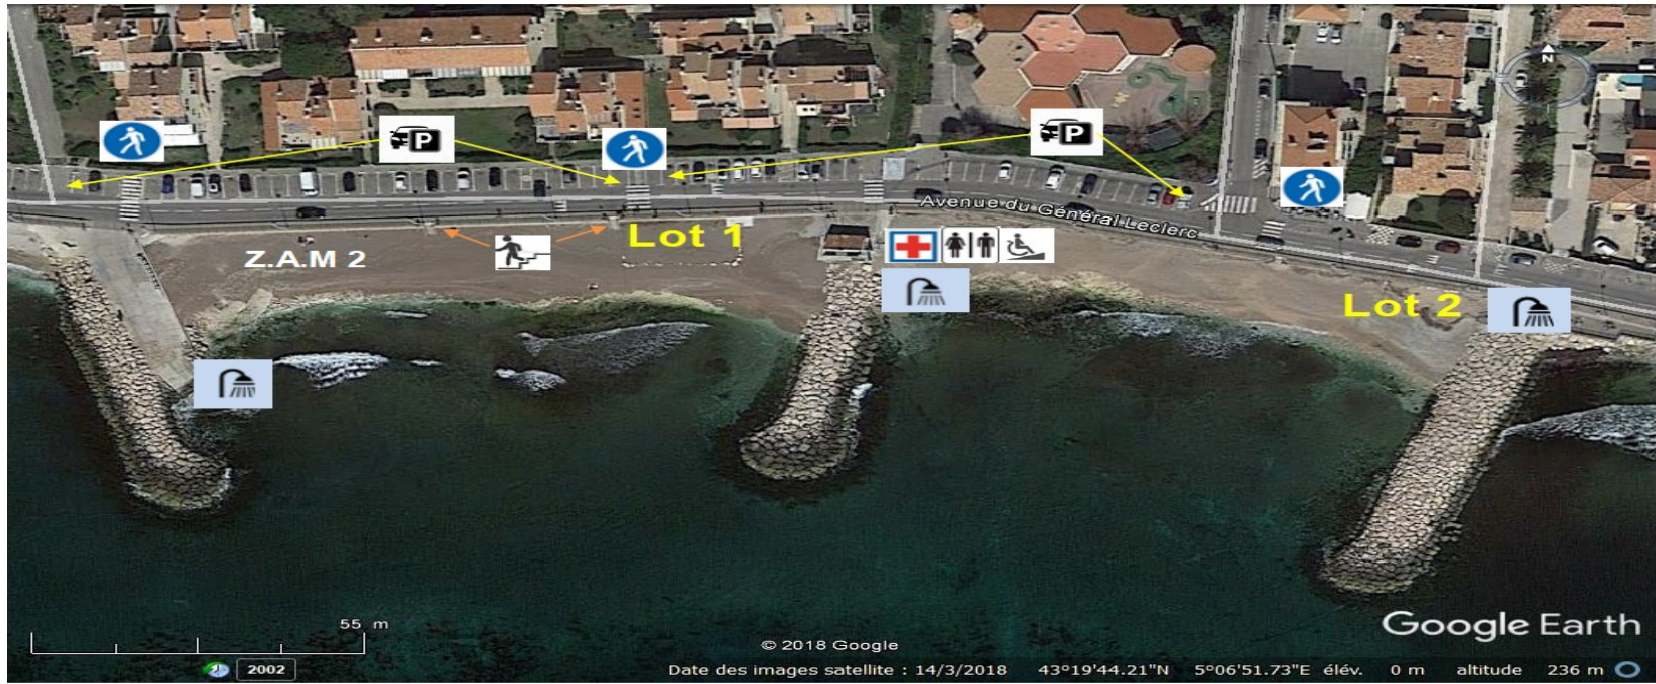 N
P
P
Avenue du Général Leclerc
Lot 1
Z.A.M 2
Lot 2
55 m
Google Earth
© 2018 Google
2002
Date des images satellite : 14/3/2018 43°19'44.21"N 5°06'51.73"E élév. 0 m altitude 236 m